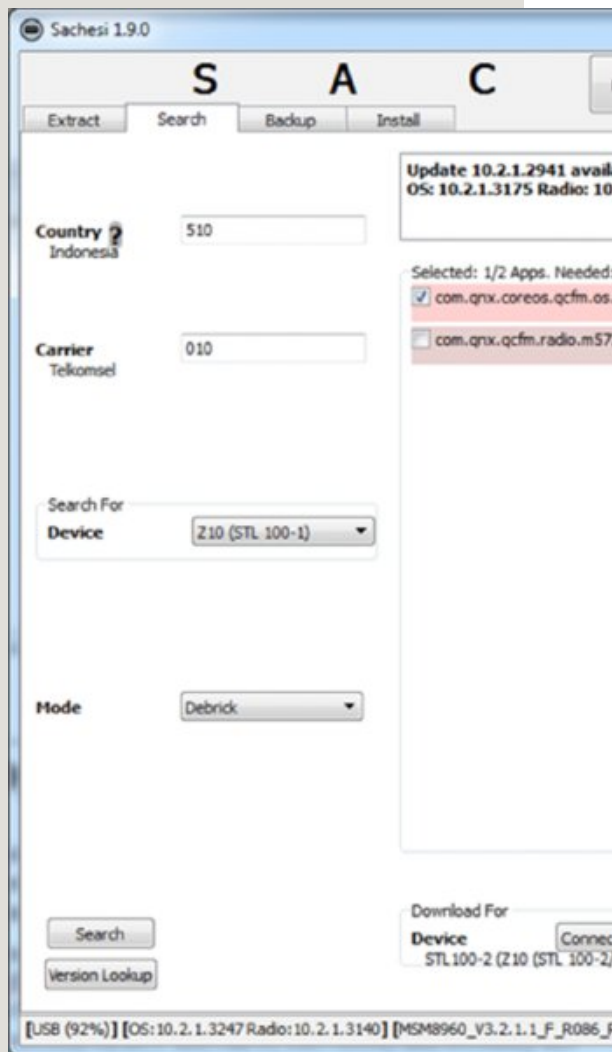 Sachesi 1.9.0
S A C
Extract Search Backup Install
Update 10.2.1.2941
OS: 10.2.1.3175 Radio:
Country ? 510
Indonesia
Selected: 1/2 Apps. Needed:
com.qnx.coreos.qcfm.os.
com.qnx.qcfm.radio.m57
Carrier 010
Telkomsel
Search For
Device Z10 (STL 100-1)
Mode Debrick
Download For
Search
Device
STL100-2 (Z10 (STL 100-2/
Version Lookup
[USB (92%)] [OS:10.2.1.3247 Radio:10.2.1.3140] [MSM8960_V3.2.1.1_F_R086_